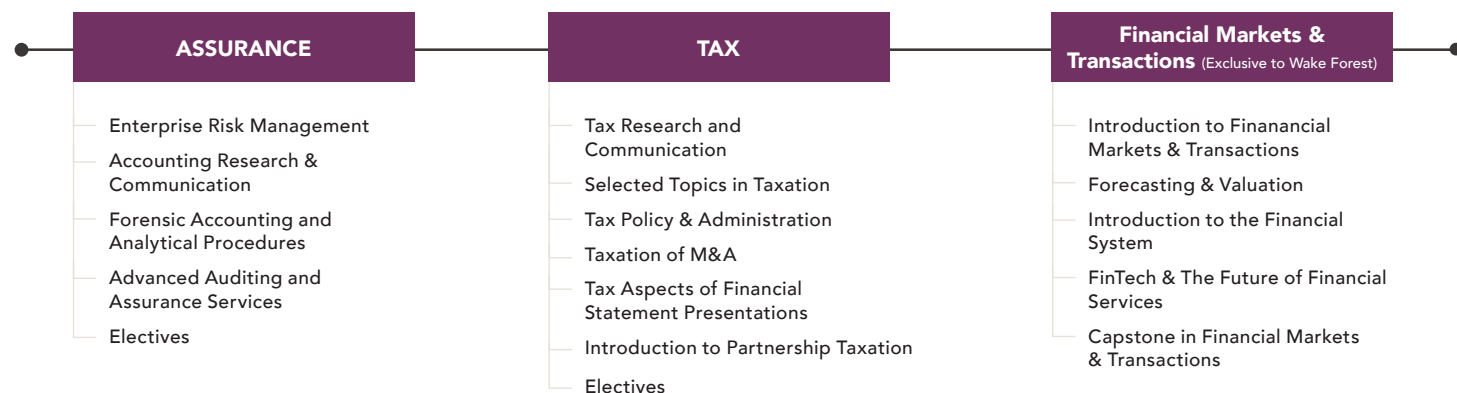 ASSURANCE
Enterprise Risk Management
Accounting Research &
Communication
Forensic Accounting and
Analytical Procedures
Advanced Auditing and
Assurance Services
Electives
TAX
Tax Research and
Communication
Selected Topics in Taxation
Tax Policy & Administration
Taxation of M&A
Tax Aspects of Financial
Statement Presentations
Introduction to Partnership Taxation
Electives
Financial Markets &
Transactions (Exclusive to Wake Forest)
Introduction to Finanancial
Markets & Transactions
Forecasting & Valuation
Introduction to the Financial
System
FinTech & The Future of Financial
Services
Capstone in Financial Markets
& Transactions